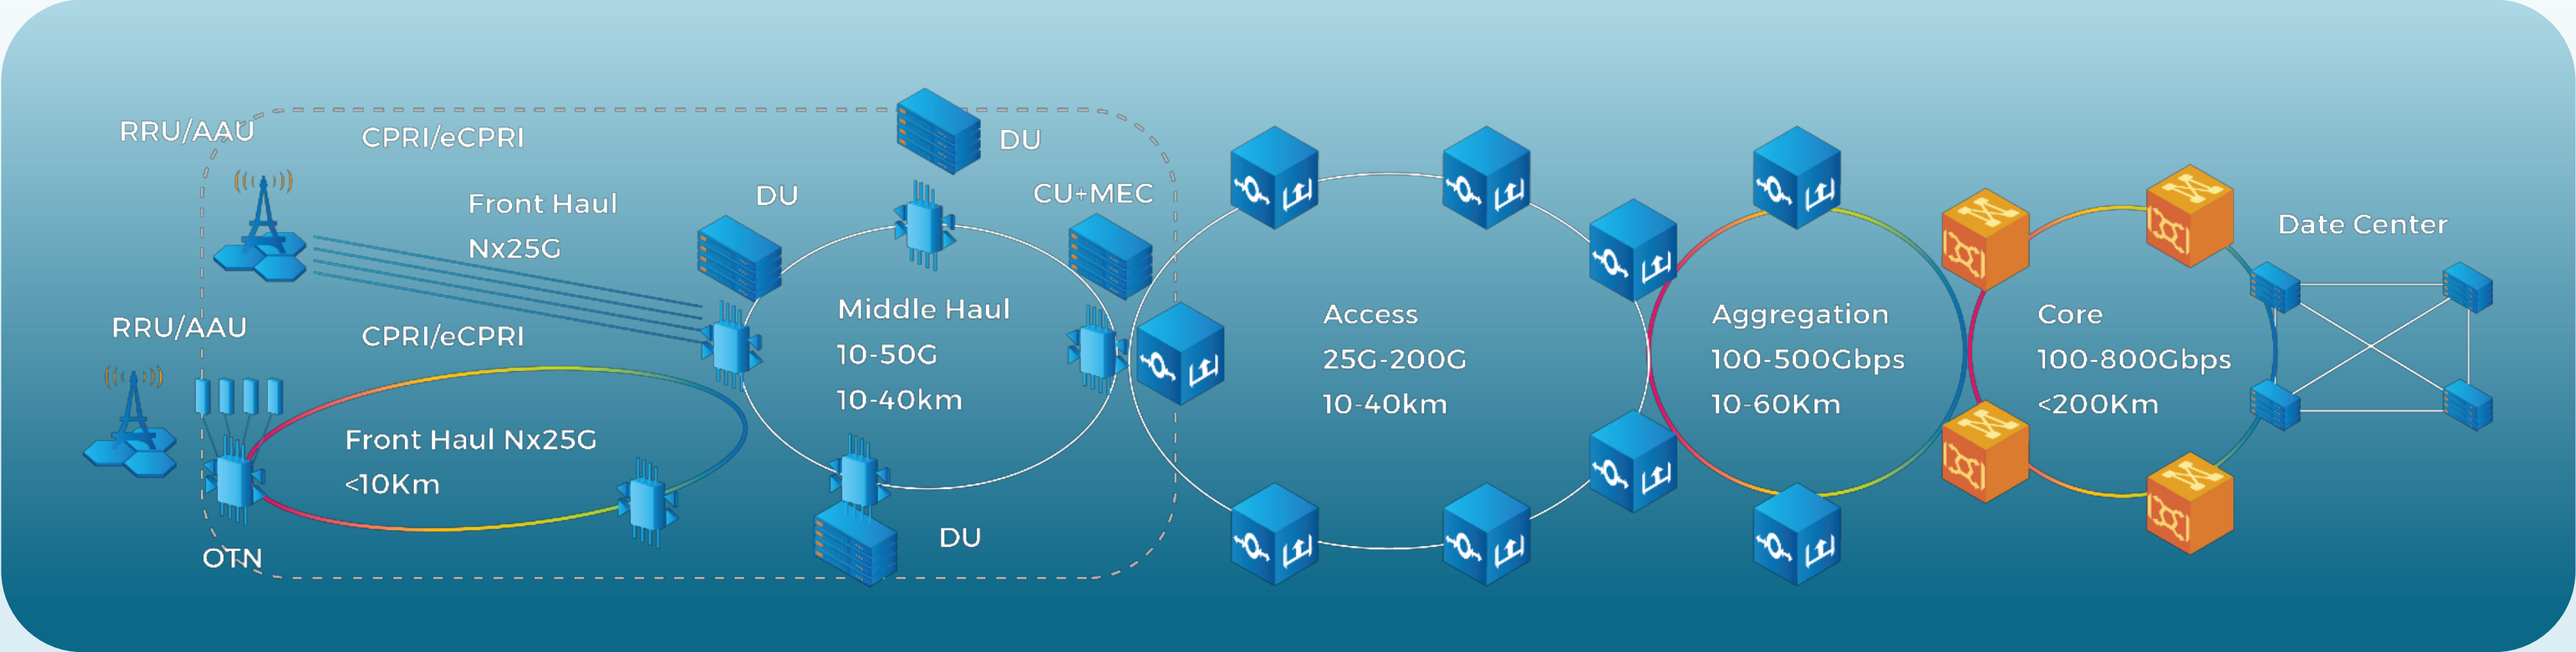 RRU/AAU
CPRI/eCPRI
Front Haul
Nx25G
DU
DU
CU+MEC
RRU/AAU
CPRI/eCPRI
Front Haul Nx25G
<10Km
OTN
Middle Haul
10-50G
10-40km
DU
Access
25G-200G
10-40km
Aggregation
100-500Gbps
10-60Km
Core
100-800Gbps
<200Km
Date Center